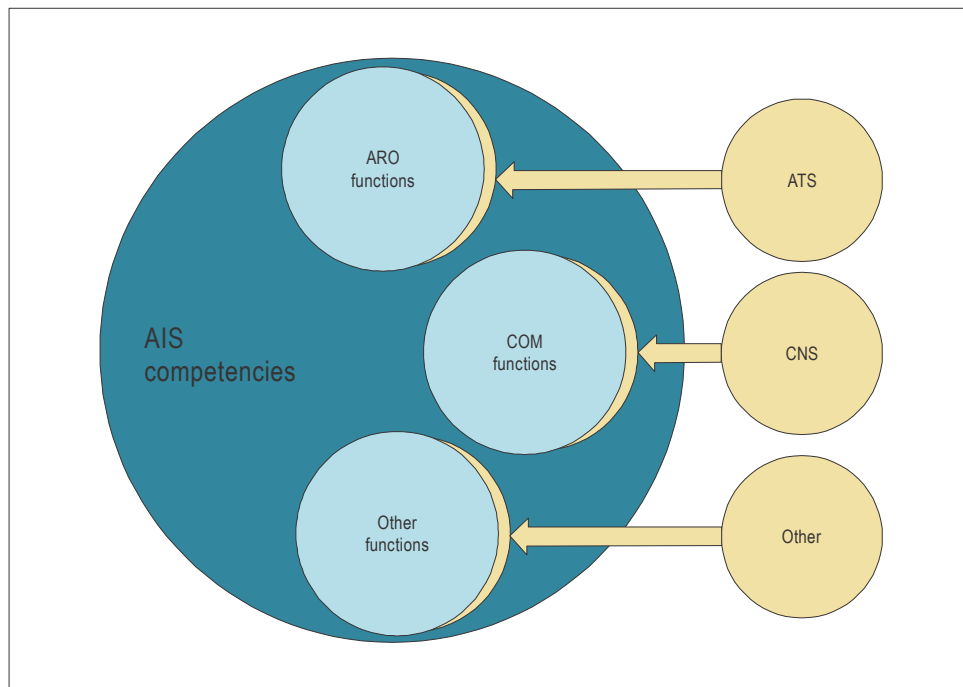 ARO
functions
ATS
AIS
competencies
COM
functions
CNS
Other
functions
Other